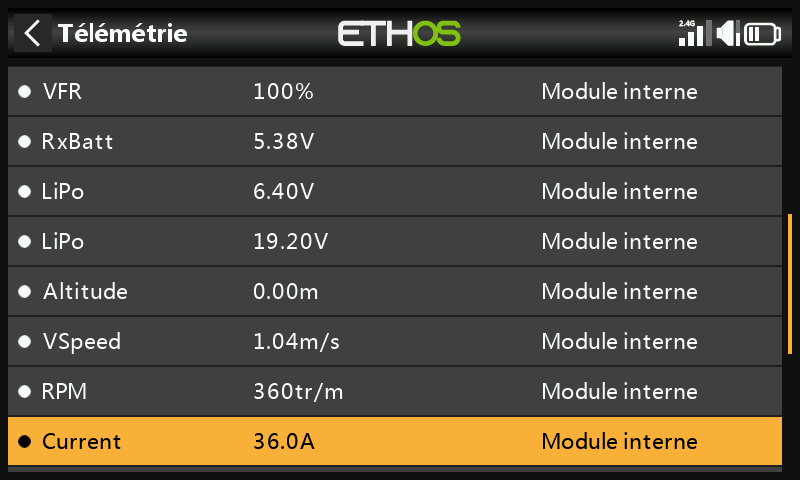 Télémétrie
ETHOS
2.4G
VFR 100% Module interne
RxBatt 5.38V Module interne
LiPo 6.40V Module interne
LiPo 19.20V Module interne
Altitude 0.00m Module interne
VSpeed 1.04m/s Module interne
RPM 360tr/m Module interne
Current 36.0A Module interne